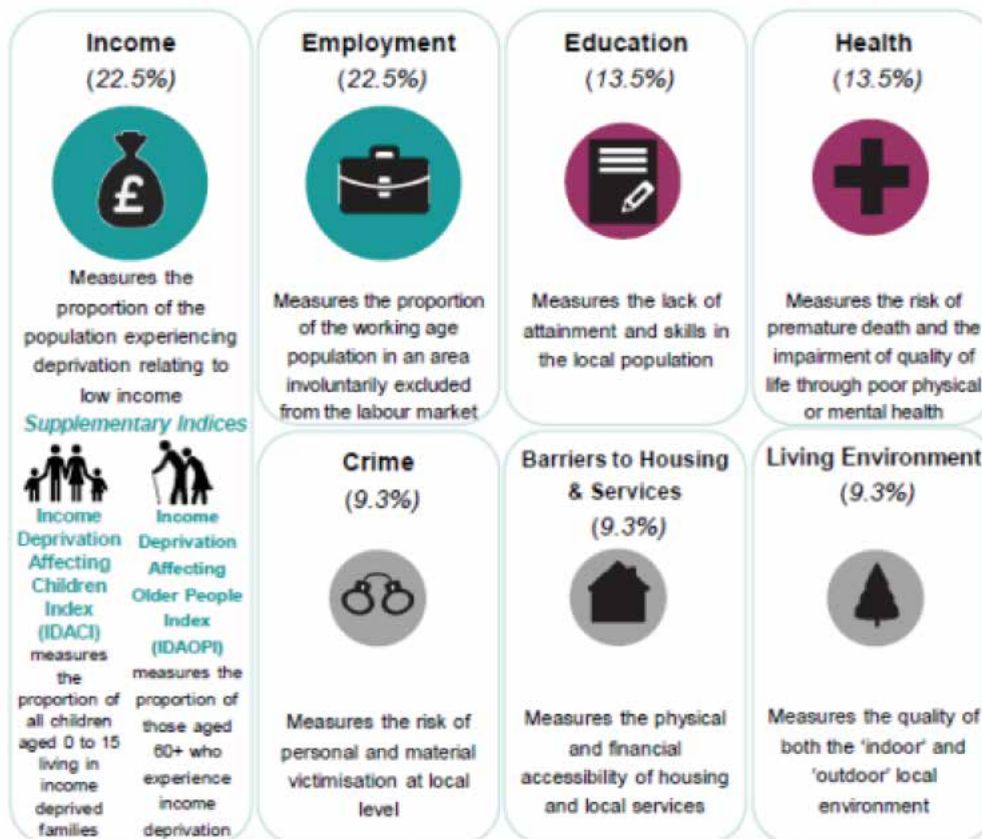 Income
(22.5%)
£
Measures the
proportion of the
population experiencing
deprivation relating to
low income
Supplementary Indices
Income
Deprivation
Affecting
Children
Index
(IDACI)
measures
the
proportion of
all children
aged 0 to 15
living in
income
deprived
families
Income
Deprivation
Affecting
Older People
Index
(IDAOPI)
measures the
proportion of
those aged
60+ who
experience
income
deprivation
Employment
(22.5%)
Measures the proportion
of the working age
population in an area
involuntarily excluded
from the labour market
Education
(13.5%)
Measures the lack of
attainment and skills in
the local population
Health
(13.5%)
Measures the risk of
premature death and the
impairment of quality of
life through poor physical
or mental health
Crime
(9.3%)
Measures the risk of
personal and material
victimisation at local
level
Barriers to Housing
& Services
(9.3%)
Measures the physical
and financial
accessibility of housing
and local services
Living Environment
(9.3%)
Measures the quality of
both the 'indoor' and
'outdoor' local
environment